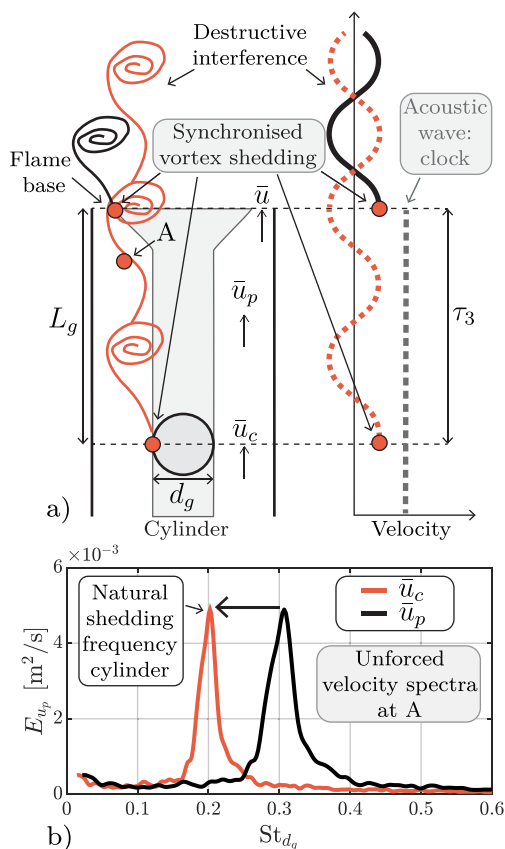 a)
Destructive
interference
Synchronised
vortex shedding
Acoustic
wave:
clock
Flame
base
ū
A
L_g
ū_p
τ_3
ū_c
d_g
Cylinder
Velocity
×10⁻³
6
4
2
0
E_{u_p} [m²/s]
Natural
shedding
frequency
cylinder
ū_c
ū_p
Unforced
velocity spectra
at A
0 0.1 0.2 0.3 0.4 0.5 0.6
b)
St_{d_g}